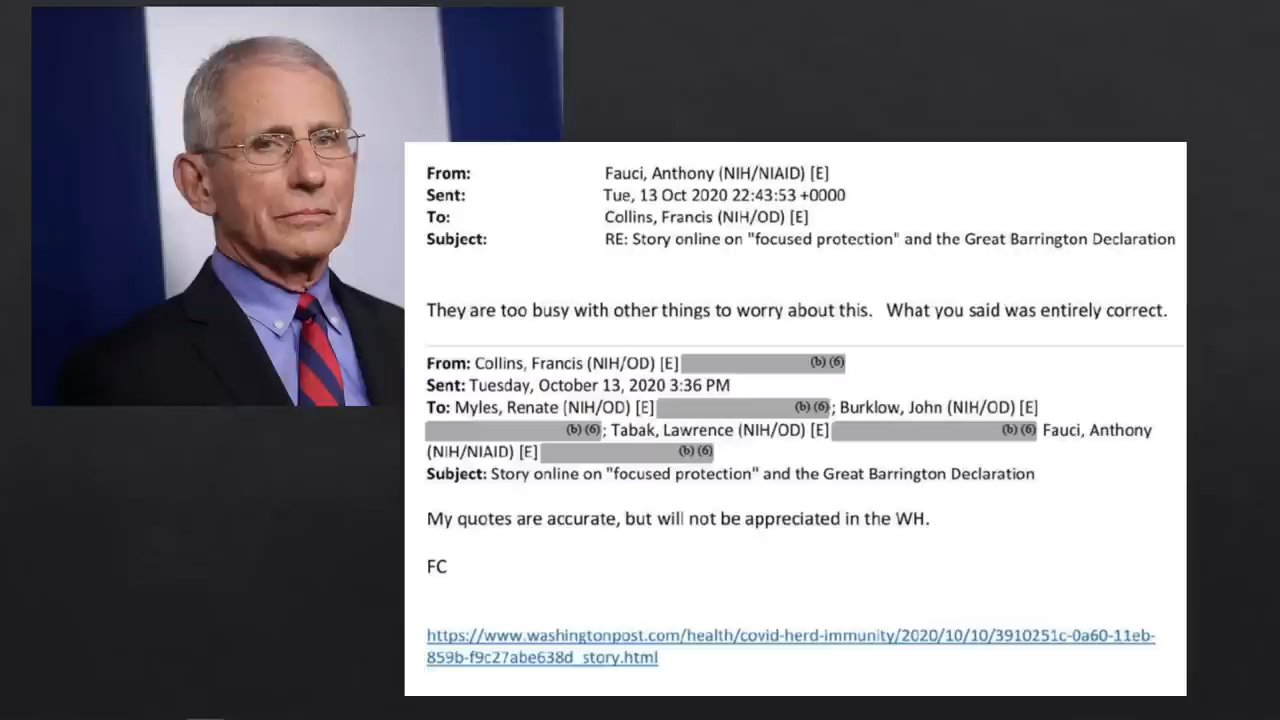 From: Fauci, Anthony (NIH/NIAID) [E]
Sent: Tue, 13 Oct 2020 22:43:53 +0000
To: Collins, Francis (NIH/OD) [E]
Subject: RE: Story online on "focused protection" and the Great Barrington Declaration
They are too busy with other things to worry about this. What you said was entirely correct.
From: Collins, Francis (NIH/OD) [E] (b) (6)
Sent: Tuesday, October 13, 2020 3:36 PM
To: Myles, Renate (NIH/OD) [E] (b) (6); Burklow, John (NIH/OD) [E]
(b) (6); Tabak, Lawrence (NIH/OD) [E] (b) (6) Fauci, Anthony
(NIH/NIAID) [E] (b) (6)
Subject: Story online on "focused protection" and the Great Barrington Declaration
My quotes are accurate, but will not be appreciated in the WH.
FC
https://www.washingtonpost.com/health/covid-herd-immunity/2020/10/10/3910251c-0a60-11eb-
859b-f9c27abe638d_story.html